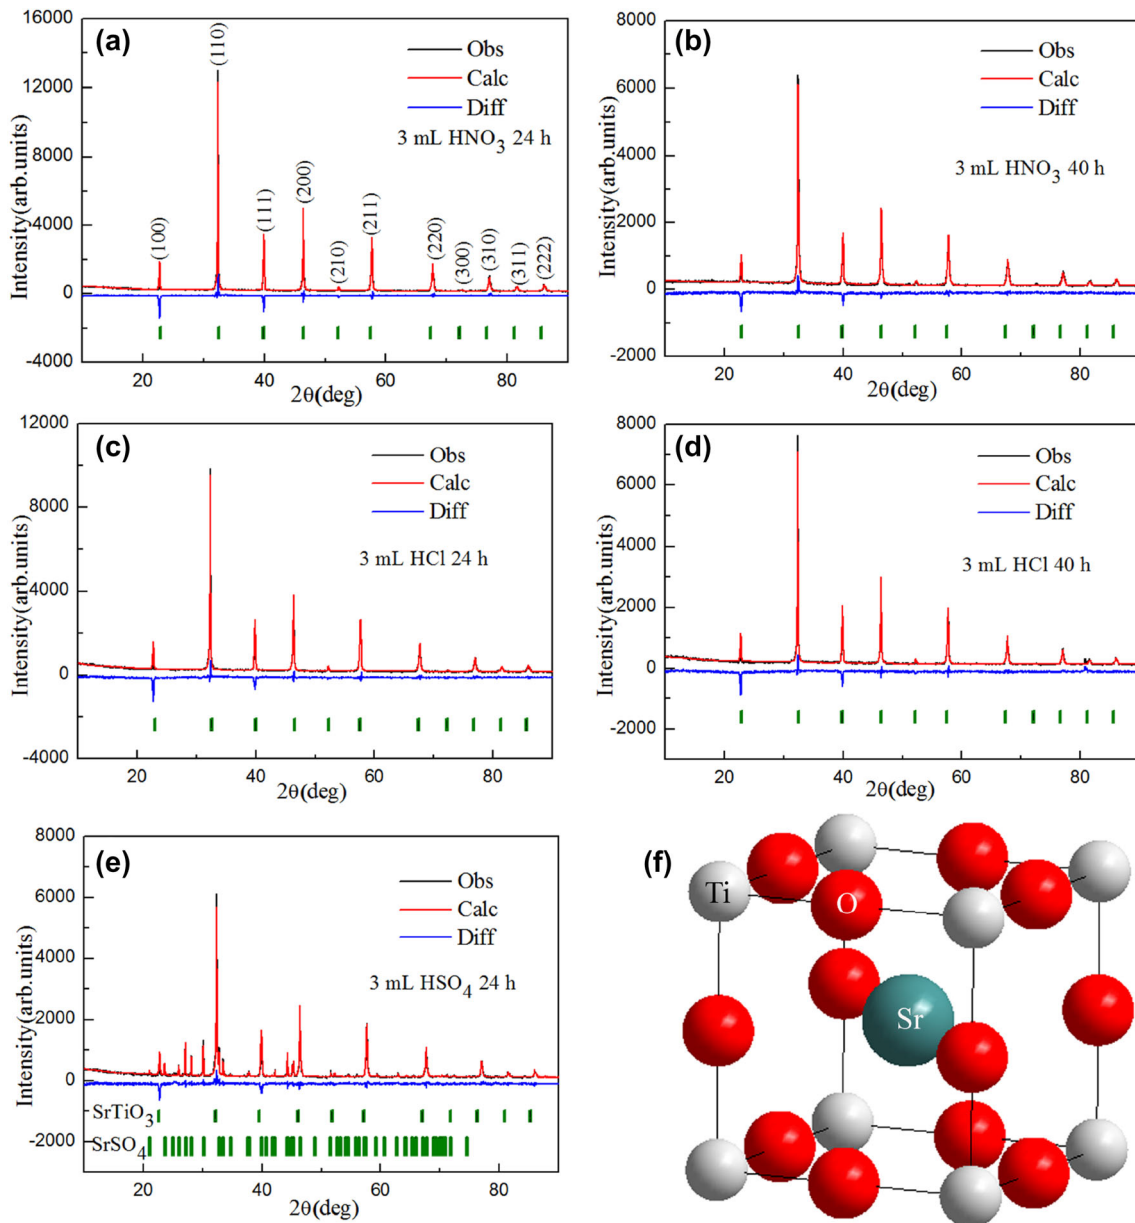 (a)
16000
12000
8000
4000
0
-4000
Intensity(arb.units)
(100)
(110)
(111)
(200)
(210)
(211)
(220)
(300)
(310)
(311)
(222)
Obs
Calc
Diff
3 mL HNO3 24 h
20 40 60 80
2θ(deg)
(b)
8000
6000
4000
2000
0
-2000
Intensity(arb.units)
Obs
Calc
Diff
3 mL HNO3 40 h
20 40 60 80
2θ(deg)
(c)
12000
8000
4000
0
-4000
Intensity(arb.units)
Obs
Calc
Diff
3 mL HCl 24 h
20 40 60 80
2θ(deg)
(d)
8000
6000
4000
2000
0
-2000
Intensity(arb.units)
Obs
Calc
Diff
3 mL HCl 40 h
20 40 60 80
2θ(deg)
(e)
8000
6000
4000
2000
0
-2000
Intensity(arb.units)
Obs
Calc
Diff
3 mL HSO4 24 h
SrTiO3
SrSO4
20 40 60 80
2θ(deg)
(f)
Ti
O
Sr